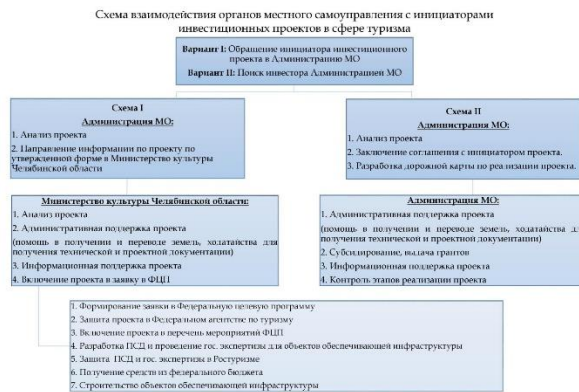 Схема взаимодействия органов местного самоуправления с инициаторами
инвестиционных проектов в сфере туризма
Вариант I: Обращение инициатора инвестиционного
проекта в Администрацию МО
Вариант II: Поиск инвестора Администрацией МО
Схема I
Администрация МО:
1. Анализ проекта
2. Направление информации по проекту по
утвержденной форме в Министерство культуры
Челябинской области
Схема II
Администрация МО:
1. Анализ проекта
2. Заключение соглашения с инициатором проекта.
3. Разработка дорожной карты по реализации проекта.
Министерство культуры Челябинской области:
1. Анализ проекта
2. Административная поддержка проекта
(помощь в получении и переводе земель, ходатайства для
получения технической и проектной документации)
3. Информационная поддержка проекта
4. Включение проекта в заявку в ФЦП
Администрация МО:
1. Административная поддержка проекта
(помощь в получении и переводе земель, ходатайства для
получения технической и проектной документации)
2. Субсидирование, выдача грантов
3. Информационная поддержка проекта
4. Контроль этапов реализации проекта
1. Формирование заявки в Федеральную целевую программу
2. Защита проекта в Федеральном агентстве по туризму
3. Включение проекта в перечень мероприятий ФЦП
4. Разработка ПСД и проведение гос. экспертизы для объектов обеспечивающей инфраструктуры
5. Защита ПСД и гос. экспертизы в Ростуризме
6. Получение средств из федерального бюджета
7. Строительство объектов обеспечивающей инфраструктуры